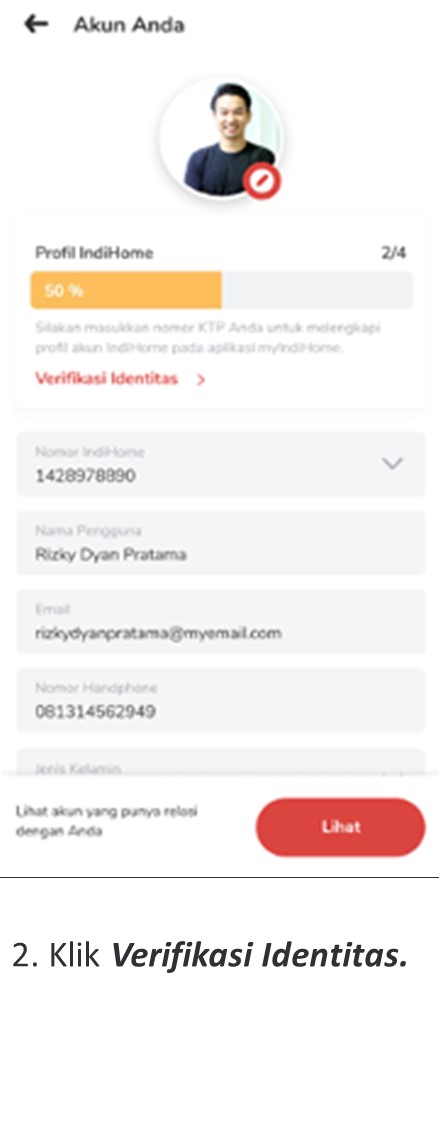 Akun Anda
Profil IndiHome 2/4
50 %
Silakan masukkan nomor KTP Anda untuk melengkapi
profil akun IndiHome pada aplikasi myIndiHome.
Verifikasi Identitas >
Nomor IndiHome
1428978890
Nama Pengguna
Rizky Dyan Pratama
Email
rizkydyanpratama@myemail.com
Nomor Handphone
081314562949
Jenis Kelamin
Lihat akun yang punya relasi
dengan Anda
Lihat
2. Klik Verifikasi Identitas.